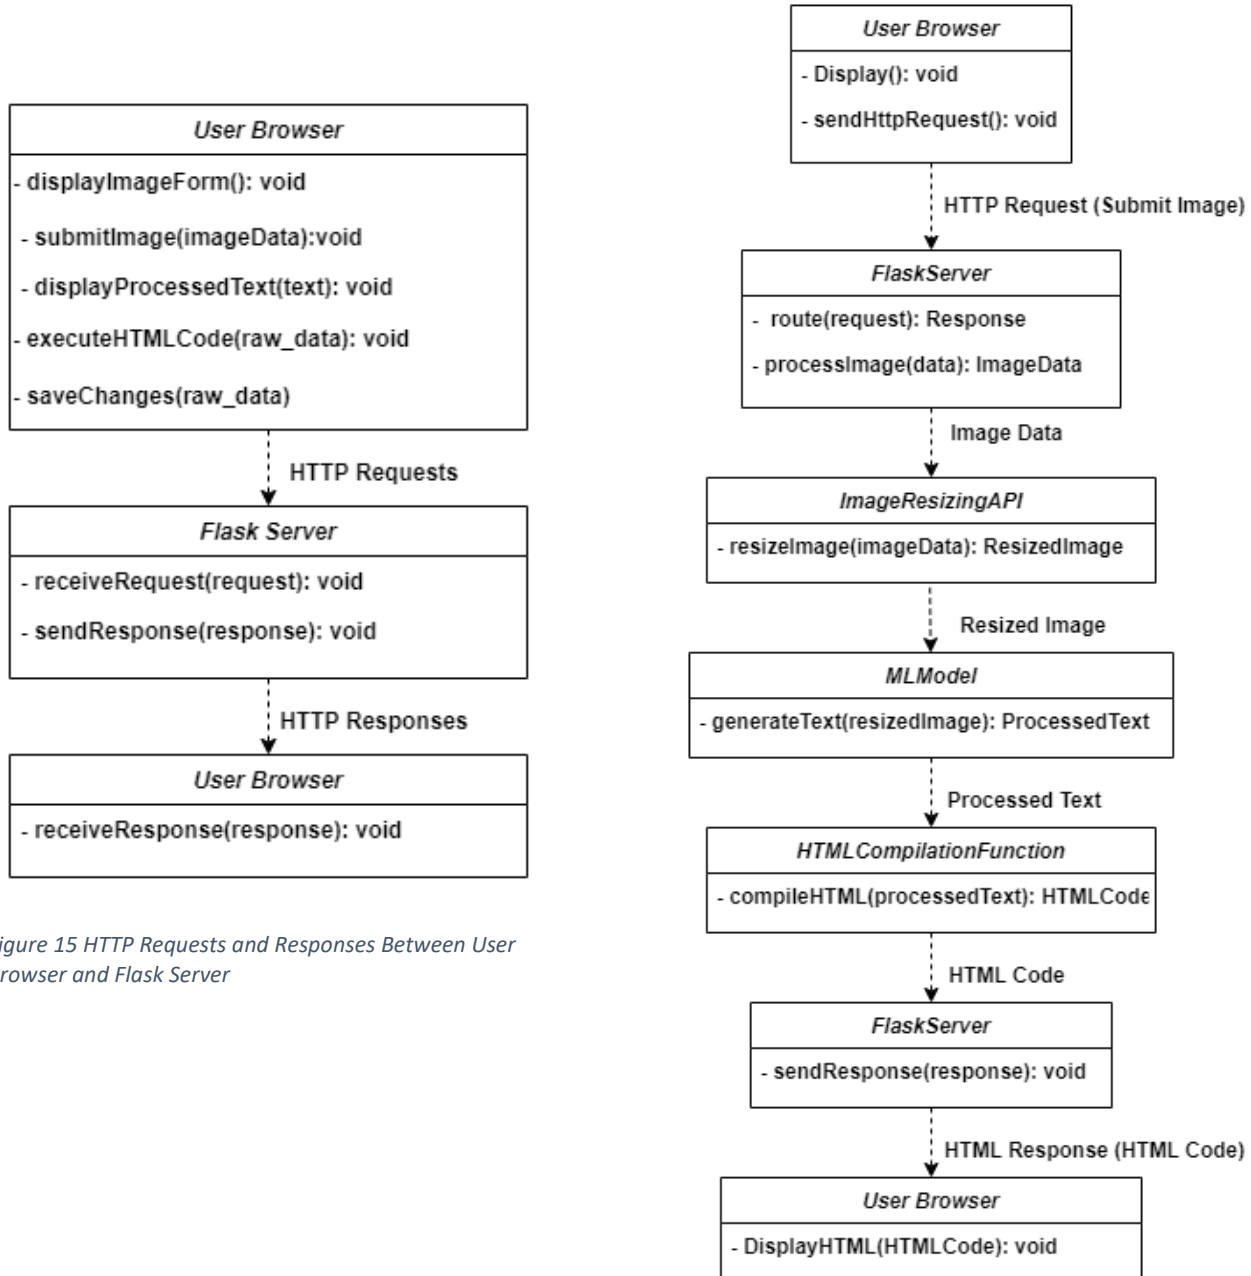 User Browser
- displayImageForm(): void
- submitImage(imageData):void
- displayProcessedText(text): void
- executeHTMLCode(raw_data): void
- saveChanges(raw_data)
HTTP Requests
Flask Server
- receiveRequest(request): void
- sendResponse(response): void
HTTP Responses
User Browser
- receiveResponse(response): void
igure 15 HTTP Requests and Responses Between User
rowser and Flask Server
User Browser
- Display(): void
- sendHttpRequest(): void
HTTP Request (Submit Image)
FlaskServer
- route(request): Response
- processImage(data): ImageData
Image Data
ImageResizingAPI
- resizeImage(imageData): ResizedImage
Resized Image
MLModel
- generateText(resizedImage): ProcessedText
Processed Text
HTMLCompilationFunction
- compileHTML(processedText): HTMLCode
HTML Code
FlaskServer
- sendResponse(response): void
HTML Response (HTML Code)
User Browser
- DisplayHTML(HTMLCode): void